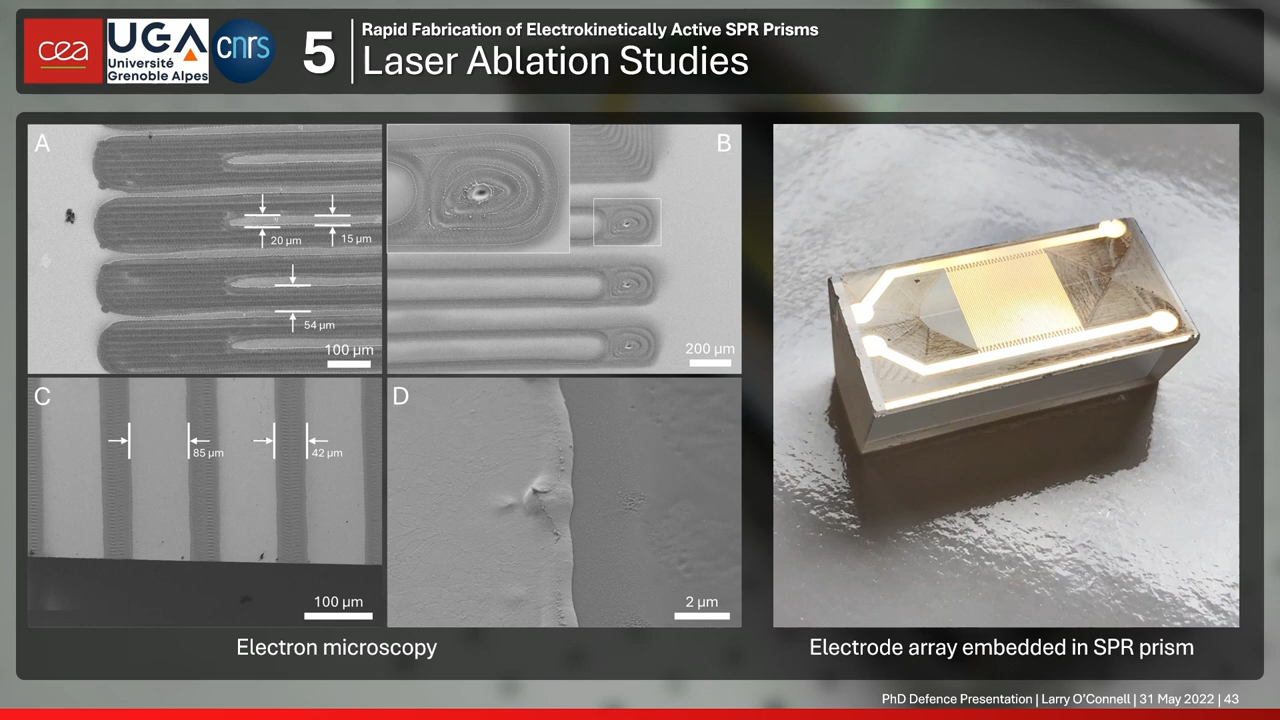 cea
UGA
Université
Grenoble Alpes
cnrs
5
Rapid Fabrication of Electrokinetically Active SPR Prisms
Laser Ablation Studies
A
20 µm
15 µm
54 µm
100 µm
B
200 µm
C
85 µm
42 µm
100 µm
D
2 µm
Electron microscopy
Electrode array embedded in SPR prism
PhD Defence Presentation | Larry O'Connell | 31 May 2022 | 43